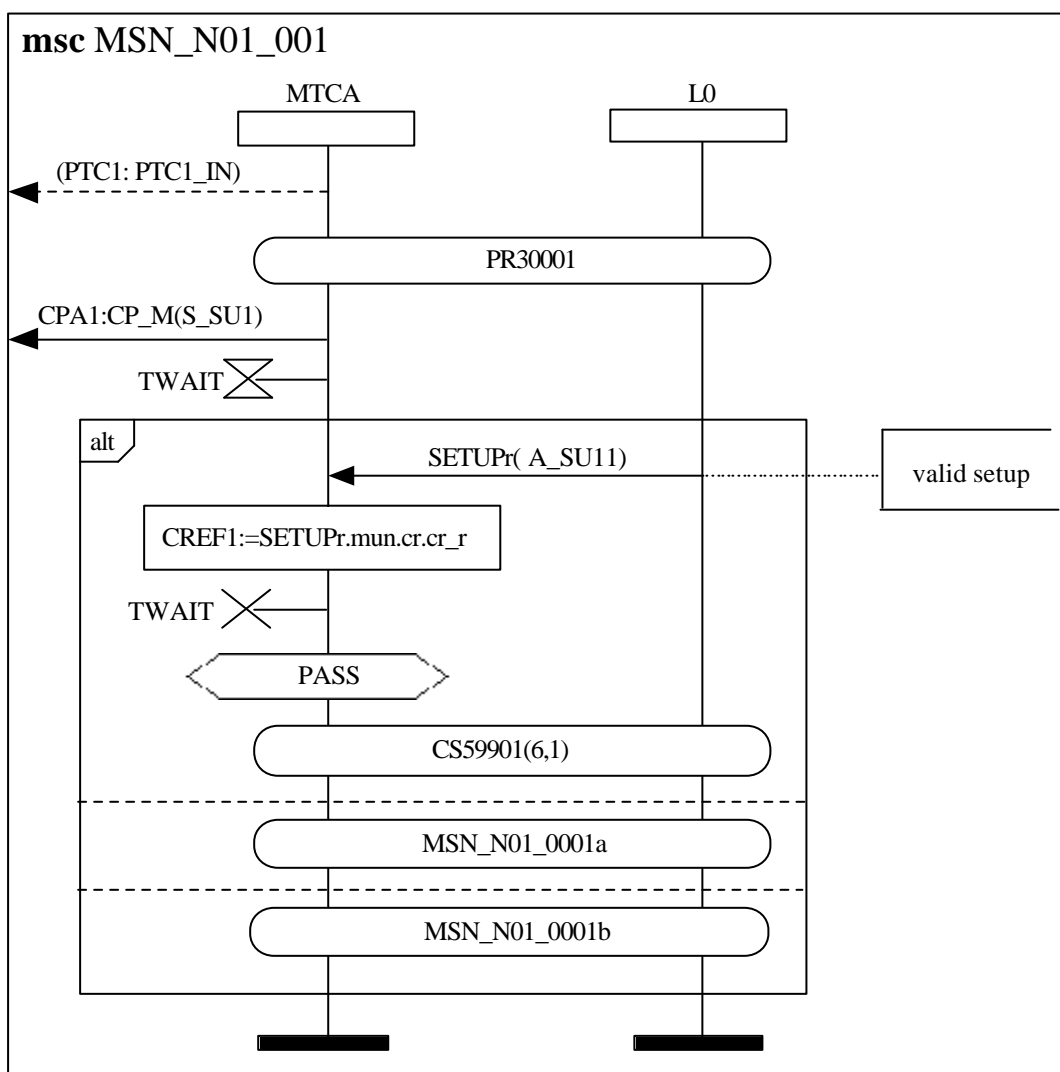 msc MSN_N01_001
MTCA
L0
(PTC1: PTC1_IN)
PR30001
CPA1:CP_M(S_SU1)
TWAIT
alt
SETUPr( A_SU11)
valid setup
CREF1:=SETUPr.mun.cr.cr_r
TWAIT
PASS
CS59901(6,1)
MSN_N01_0001a
MSN_N01_0001b